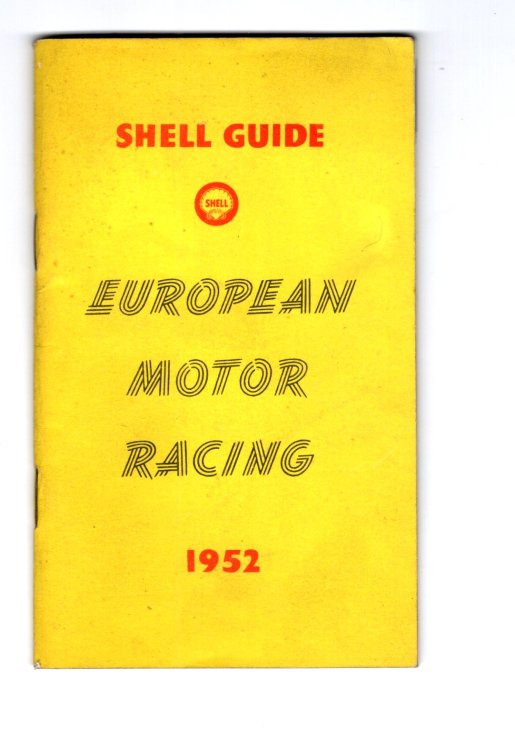 SHELL GUIDE
SHELL
EUROPEAN
MOTOR
RACING
1952